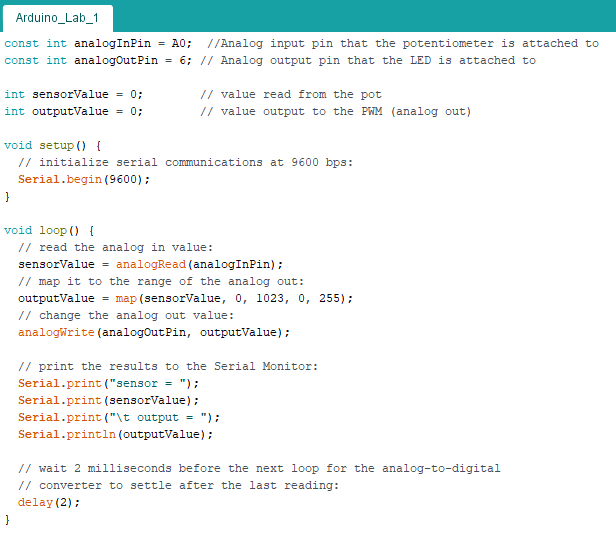 Arduino_Lab_1
const int analogInPin = A0;  //Analog input pin that the potentiometer is attached to
const int analogOutPin = 6; // Analog output pin that the LED is attached to

int sensorValue = 0;        // value read from the pot
int outputValue = 0;        // value output to the PWM (analog out)

void setup() {
  // initialize serial communications at 9600 bps:
  Serial.begin(9600);
}

void loop() {
  // read the analog in value:
  sensorValue = analogRead(analogInPin);
  // map it to the range of the analog out:
  outputValue = map(sensorValue, 0, 1023, 0, 255);
  // change the analog out value:
  analogWrite(analogOutPin, outputValue);

  // print the results to the Serial Monitor:
  Serial.print("sensor = ");
  Serial.print(sensorValue);
  Serial.print("\t output = ");
  Serial.println(outputValue);

  // wait 2 milliseconds before the next loop for the analog-to-digital
  // converter to settle after the last reading:
  delay(2);
}